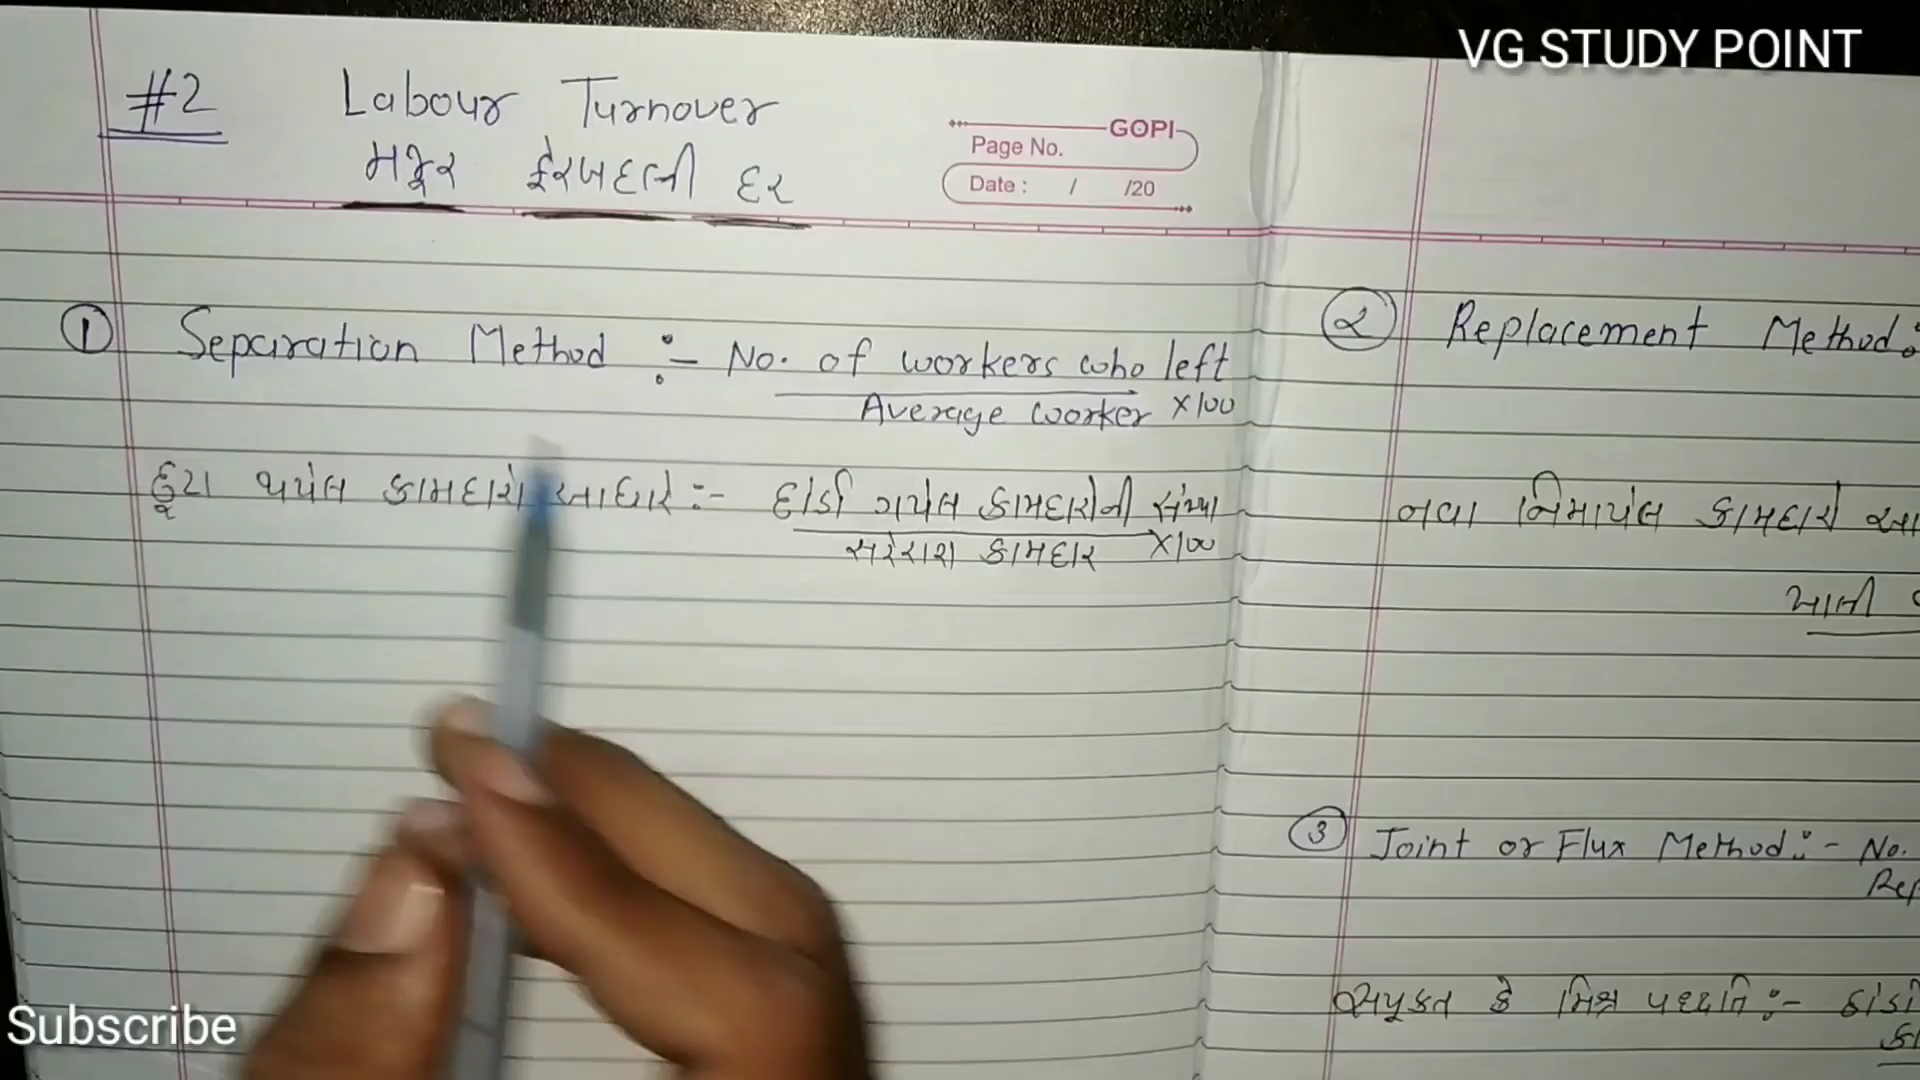 VG STUDY POINT
#2
Labour Turnover
મજૂર ફેરબદલી દર
GOPI
Page No.
Date : / /20
① Separation Method :- No. of workers who left
Average worker ×100
છૂટા થયેલ કામદારો આધારે :- છોડી ગયેલ કામદારોની સંખ્યા
સરેરાશ કામદાર ×100
② Replacement Method:
નવા નિમાયેલ કામદારો આ
ખાલી
③ Joint or Flux Method :- No.
Rep
સંયુક્ત કે મિશ્ર પદ્ધતિ :- છોડી
કા
Subscribe